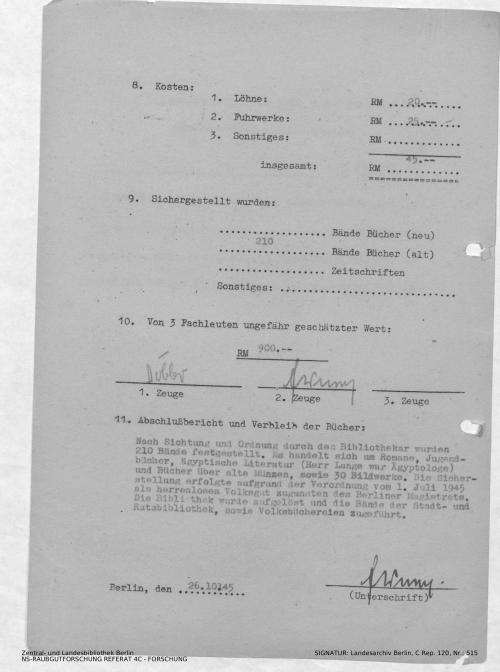 8. Kosten:
1. Löhne: RM ...20.--....
2. Fuhrwerke: RM ...25.--....
3. Sonstiges: RM .............
45.--
insgesamt: RM .............
9. Sichergestellt wurden:
................... Bände Bücher (neu)
210
................... Bände Bücher (alt)
................... Zeitschriften
Sonstiges: ...............................
10. Von 3 Fachleuten ungefähr geschätzter Wert:
RM 900.--
1. Zeuge 2. Zeuge 3. Zeuge
11. Abschlußbericht und Verbleib der Bücher:
Nach Sichtung und Ordnung durch den Bibliothekar wurden
210 Bände festgestellt. Es handelt sich um Romane, Jugend-
bücher, ägyptische Literatur (Herr Lange war Ägyptologe)
und Bücher über alte Münzen, sowie 30 Bildwerke. Die Sicher-
stellung erfolgte aufgrund der Verordnung vom 1. Juli 1945
als herrenloses Volksgut zugunsten des Berliner Magistrats.
Die Bibliothek wurde aufgelöst und die Bände der Stadt- und
Ratsbibliothek, sowie Volksbüchereien zugeführt.
Berlin, den 26.10.45
(Unterschrift)
Zentral- und Landesbibliothek Berlin
NS-RAUBGUTFORSCHUNG REFERAT 4C - FORSCHUNG
SIGNATUR: Landesarchiv Berlin, C Rep. 120, Nr. 515